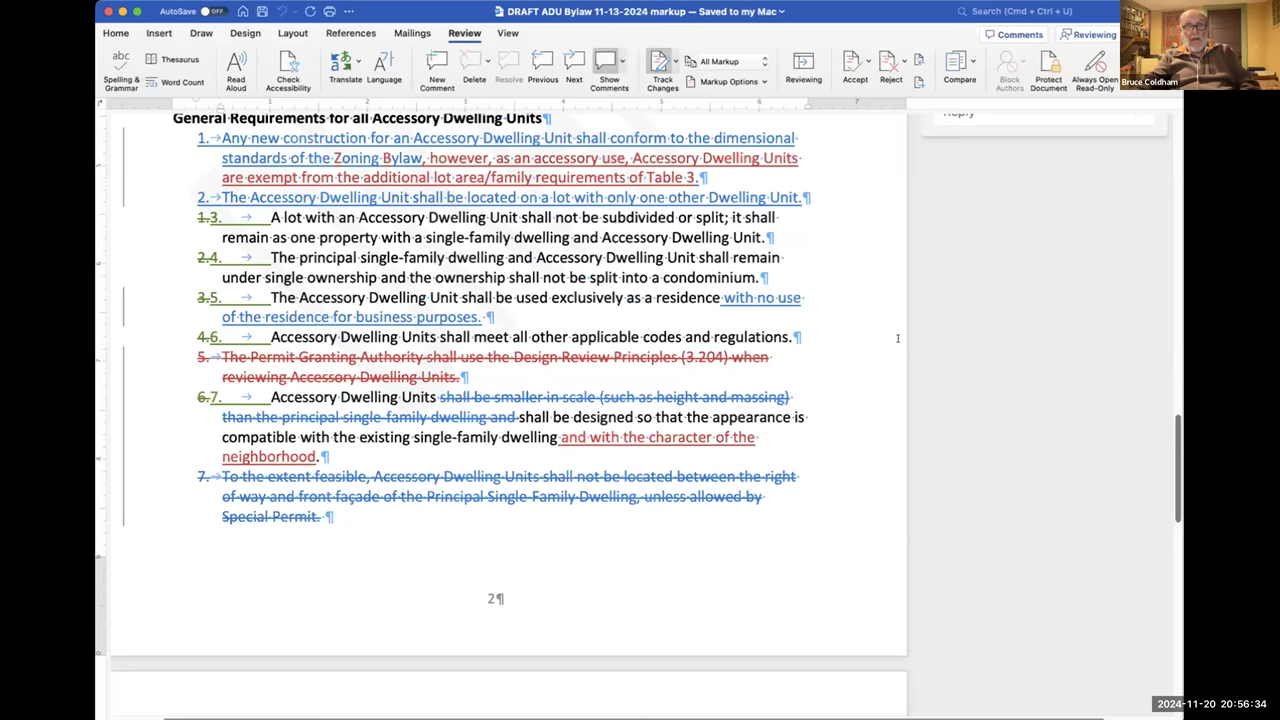 AutoSave OFF DRAFT ADU Bylaw 11-13-2024 markup — Saved to my Mac Search (Cmd + Ctrl + U)
Home Insert Draw Design Layout References Mailings Review View Comments Reviewing
abc Spelling & Grammar Thesaurus Word Count Read Aloud Check Accessibility Translate Language New Comment Delete Resolve Previous Next Show Comments Track Changes All Markup Markup Options Reviewing Accept Reject Compare Block Authors Protect Document Always Open Read-Only
Bruce Coldham
1 2 3 4 5 6 7
General Requirements for all Accessory Dwelling Units¶
1.→Any new construction for an Accessory Dwelling Unit shall conform to the dimensional
standards of the Zoning Bylaw, however, as an accessory use, Accessory Dwelling Units
are exempt from the additional lot area/family requirements of Table 3.¶
2.→The Accessory Dwelling Unit shall be located on a lot with only one other Dwelling Unit.¶
1.3. → A lot with an Accessory Dwelling Unit shall not be subdivided or split; it shall
remain as one property with a single-family dwelling and Accessory Dwelling Unit.¶
2.4. → The principal single-family dwelling and Accessory Dwelling Unit shall remain
under single ownership and the ownership shall not be split into a condominium.¶
3.5. → The Accessory Dwelling Unit shall be used exclusively as a residence with no use
of the residence for business purposes. ¶
4.6. → Accessory Dwelling Units shall meet all other applicable codes and regulations.¶
5.→The Permit Granting Authority shall use the Design Review Principles (3.204) when
reviewing Accessory Dwelling Units.¶
6.7. → Accessory Dwelling Units shall be smaller in scale (such as height and massing)
than the principal single-family dwelling and shall be designed so that the appearance is
compatible with the existing single-family dwelling and with the character of the
neighborhood.¶
7.→To the extent feasible, Accessory Dwelling Units shall not be located between the right
of way and front façade of the Principal Single-Family Dwelling, unless allowed by
Special Permit. ¶
2¶
2024-11-20 20:56:34